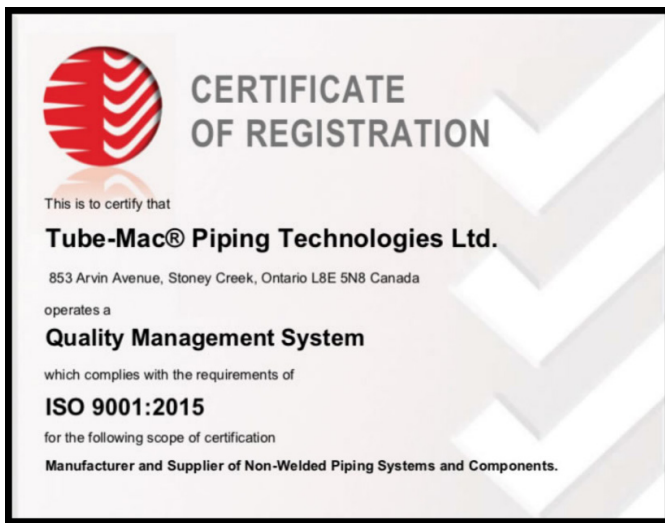 CERTIFICATE
OF REGISTRATION
This is to certify that
Tube-Mac® Piping Technologies Ltd.
853 Arvin Avenue, Stoney Creek, Ontario L8E 5N8 Canada
operates a
Quality Management System
which complies with the requirements of
ISO 9001:2015
for the following scope of certification
Manufacturer and Supplier of Non-Welded Piping Systems and Components.